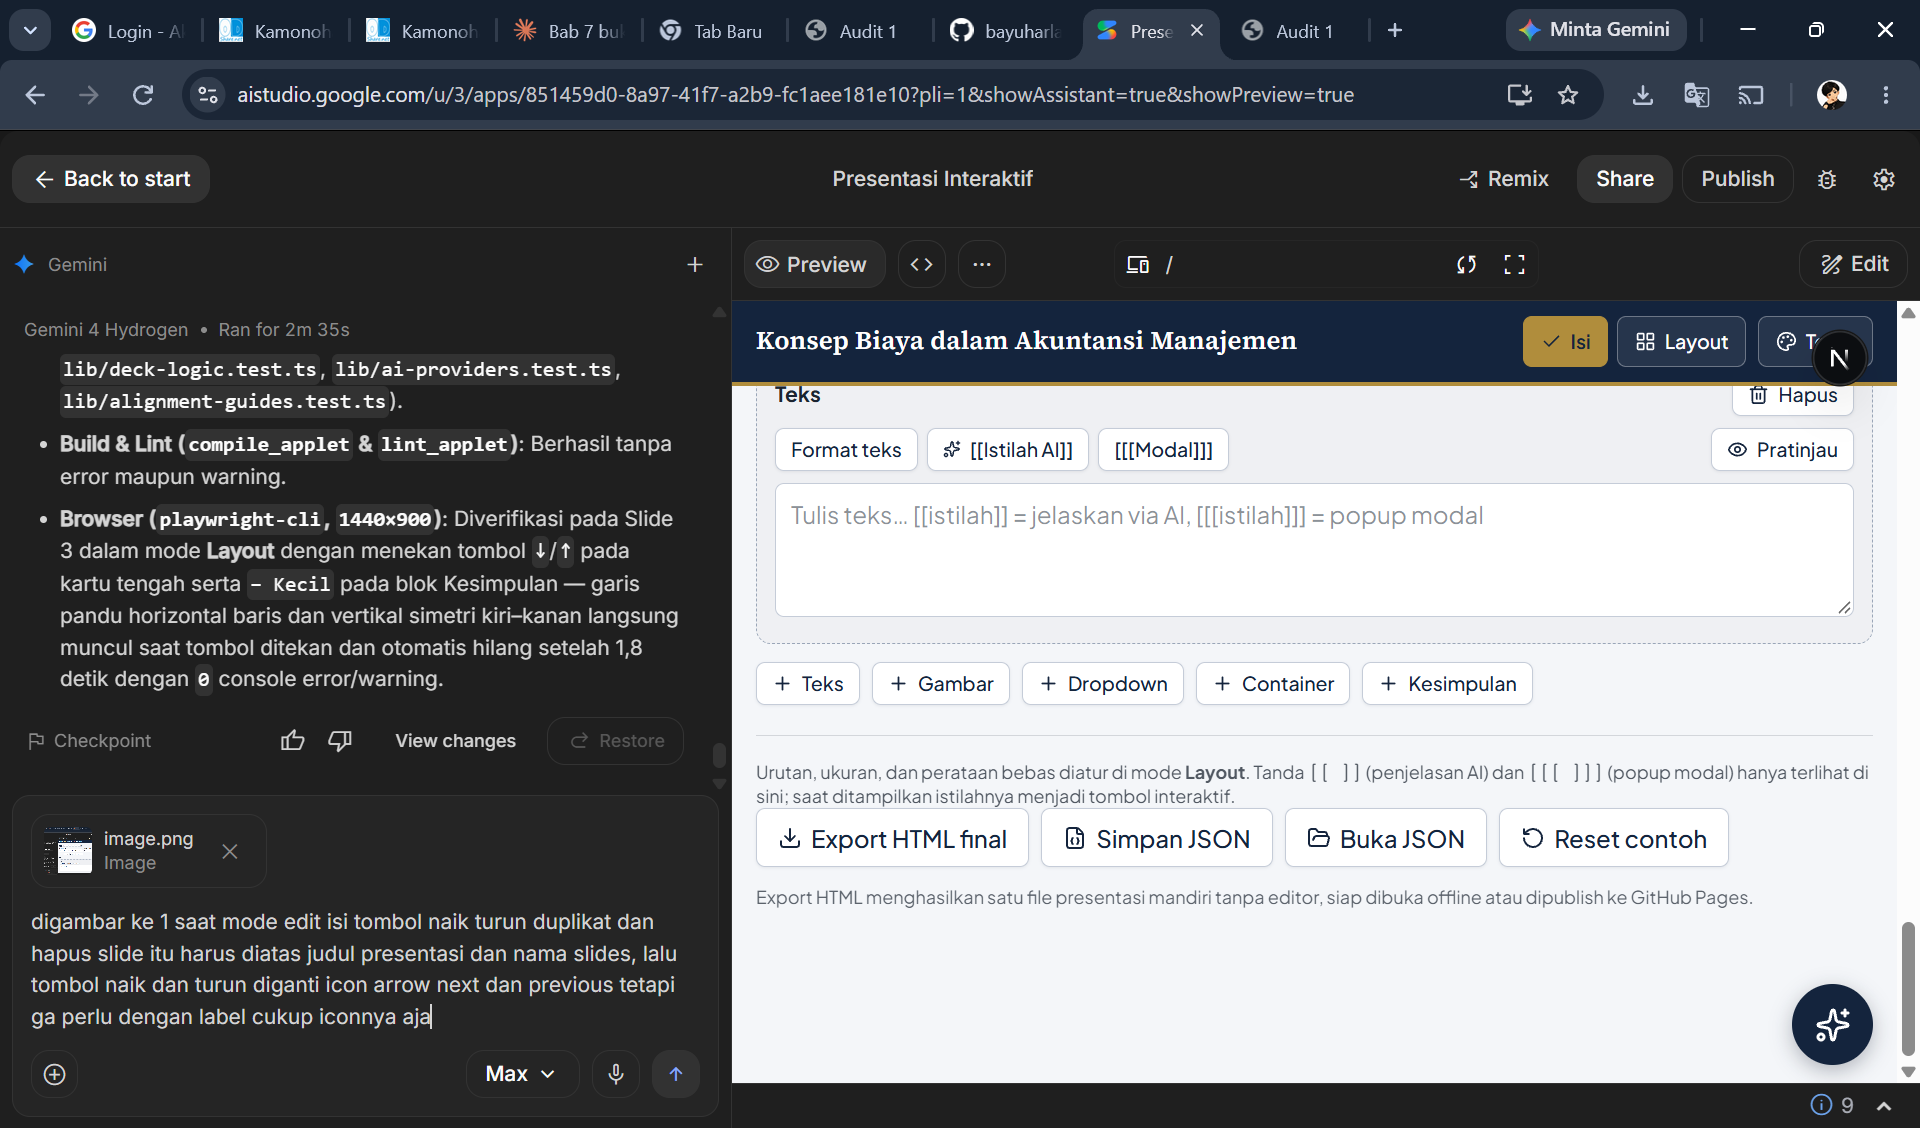 Login - Al
Kamonoh
Kamonoh
Bab 7 bu
Tab Baru
Audit 1
bayuharla
Prese
Audit 1
Minta Gemini
aistudio.google.com/u/3/apps/851459d0-8a97-41f7-a2b9-fc1aee181e10?pli=1&showAssistant=true&showPreview=true
Back to start
Presentasi Interaktif
Remix
Share
Publish
Gemini
Gemini 4 Hydrogen • Ran for 2m 35s
lib/deck-logic.test.ts, lib/ai-providers.test.ts,
lib/alignment-guides.test.ts).
• Build & Lint (compile_applet & lint_applet): Berhasil tanpa
error maupun warning.
• Browser (playwright-cli, 1440×900): Diverifikasi pada Slide
3 dalam mode Layout dengan menekan tombol ↓/↑ pada
kartu tengah serta − Kecil pada blok Kesimpulan — garis
pandu horizontal baris dan vertikal simetri kiri–kanan langsung
muncul saat tombol ditekan dan otomatis hilang setelah 1,8
detik dengan 0 console error/warning.
Checkpoint
View changes
Restore
image.png
Image
digambar ke 1 saat mode edit isi tombol naik turun duplikat dan
hapus slide itu harus diatas judul presentasi dan nama slides, lalu
tombol naik dan turun diganti icon arrow next dan previous tetapi
ga perlu dengan label cukup iconnya aja
Max
Preview
/
Edit
Konsep Biaya dalam Akuntansi Manajemen
Isi
Layout
N
Teks
Hapus
Format teks
[[Istilah AI]]
[[[Modal]]]
Pratinjau
Tulis teks... [[istilah]] = jelaskan via AI, [[[istilah]]] = popup modal
+ Teks
+ Gambar
+ Dropdown
+ Container
+ Kesimpulan
Urutan, ukuran, dan perataan bebas diatur di mode Layout. Tanda [[ ]] (penjelasan AI) dan [[[ ]]] (popup modal) hanya terlihat di
sini; saat ditampilkan istilahnya menjadi tombol interaktif.
Export HTML final
Simpan JSON
Buka JSON
Reset contoh
Export HTML menghasilkan satu file presentasi mandiri tanpa editor, siap dibuka offline atau dipublish ke GitHub Pages.
9